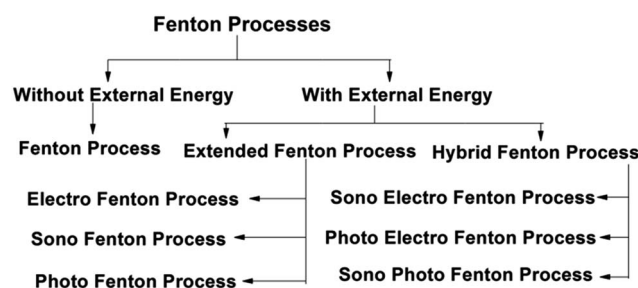 Fenton Processes
Without External Energy
With External Energy
Fenton Process
Extended Fenton Process
Hybrid Fenton Process
Electro Fenton Process
Sono Fenton Process
Photo Fenton Process
Sono Electro Fenton Process
Photo Electro Fenton Process
Sono Photo Fenton Process